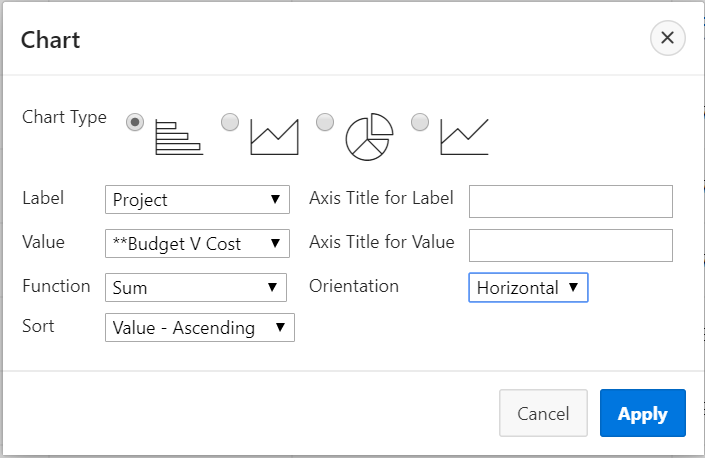 Chart
Chart Type
Label Project Axis Title for Label
Value **Budget V Cost Axis Title for Value
Function Sum Orientation Horizontal
Sort Value - Ascending
Cancel Apply